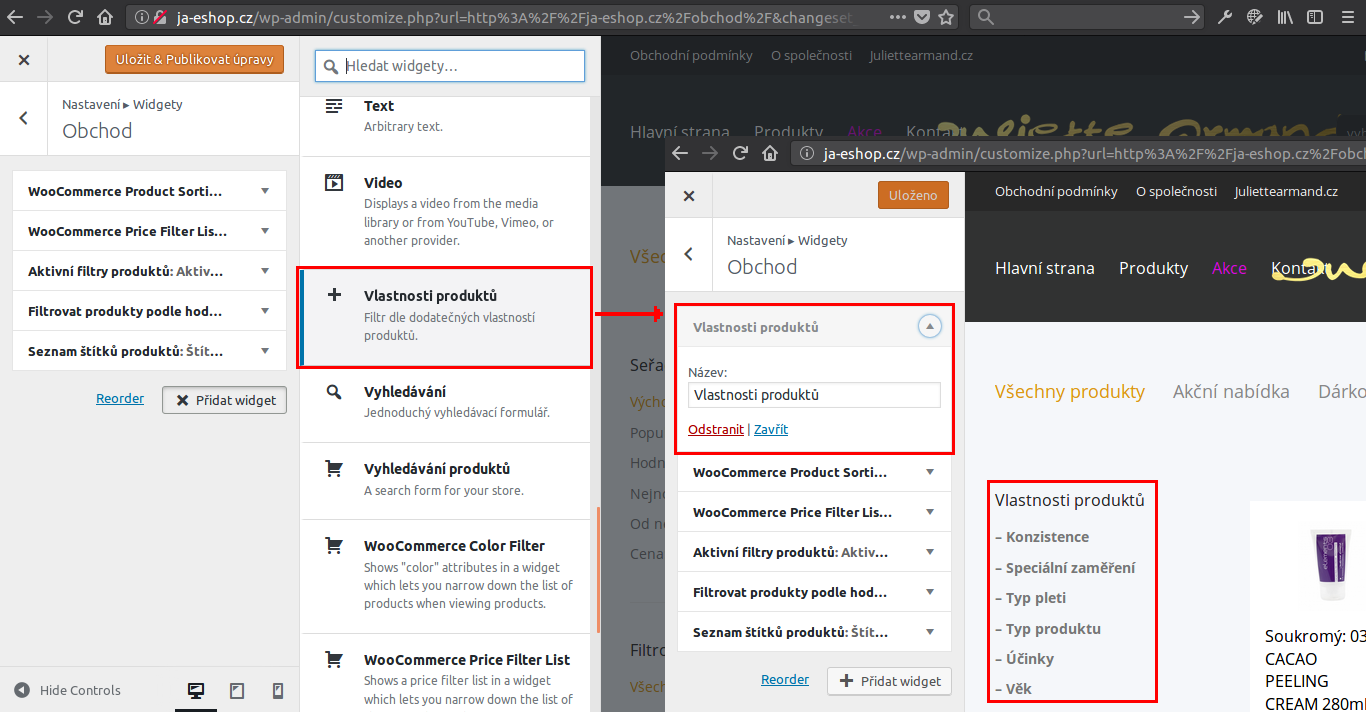 ja-eshop.cz/wp-admin/customize.php?url=http%3A%2F%2Fja-eshop.cz%2Fobchod%2F&changeset
Uložit & Publikovat úpravy
Nastavení ▸ Widgety
Obchod
WooCommerce Product Sorti...
WooCommerce Price Filter Lis...
Aktivní filtry produktů: Aktiv...
Filtrovat produkty podle hod...
Seznam štítků produktů: Štít...
Reorder
Přidat widget
Hide Controls
Hledat widgety…
Text
Arbitrary text.
Video
Displays a video from the media
library or from YouTube, Vimeo, or
another provider.
Vlastnosti produktů
Filtr dle dodatečných vlastností
produktů.
Vyhledávání
Jednoduchý vyhledávací formulář.
Vyhledávání produktů
A search form for your store.
WooCommerce Color Filter
Shows "color" attributes in a widget
which lets you narrow down the list of
products when viewing products.
WooCommerce Price Filter List
Shows a price filter list in a widget
which lets you narrow down the list of
Obchodní podmínky O společnosti Juliettearmand.cz
Hlavní strana Produkty Akce Kontakt
Juliette Armand
Všec
Seřa
Výcho
Popu
Hodn
Nejno
Od ne
Cena
Filtro
Všech
ja-eshop.cz/wp-admin/customize.php?url=http%3A%2F%2Fja-eshop.cz%2Fobch
Uloženo
Nastavení ▸ Widgety
Obchod
Vlastnosti produktů
Název:
Vlastnosti produktů
Odstranit | Zavřít
WooCommerce Product Sorti...
WooCommerce Price Filter Lis...
Aktivní filtry produktů: Aktiv...
Filtrovat produkty podle hod...
Seznam štítků produktů: Štít...
Reorder
Přidat widget
Obchodní podmínky O společnosti Juliettearmand.cz
Hlavní strana Produkty Akce Kontakt
Všechny produkty Akční nabídka Dárko
Vlastnosti produktů
– Konzistence
– Speciální zaměření
– Typ pleti
– Typ produktu
– Účinky
– Věk
Soukromý: 03
CACAO
PEELING
CREAM 280ml